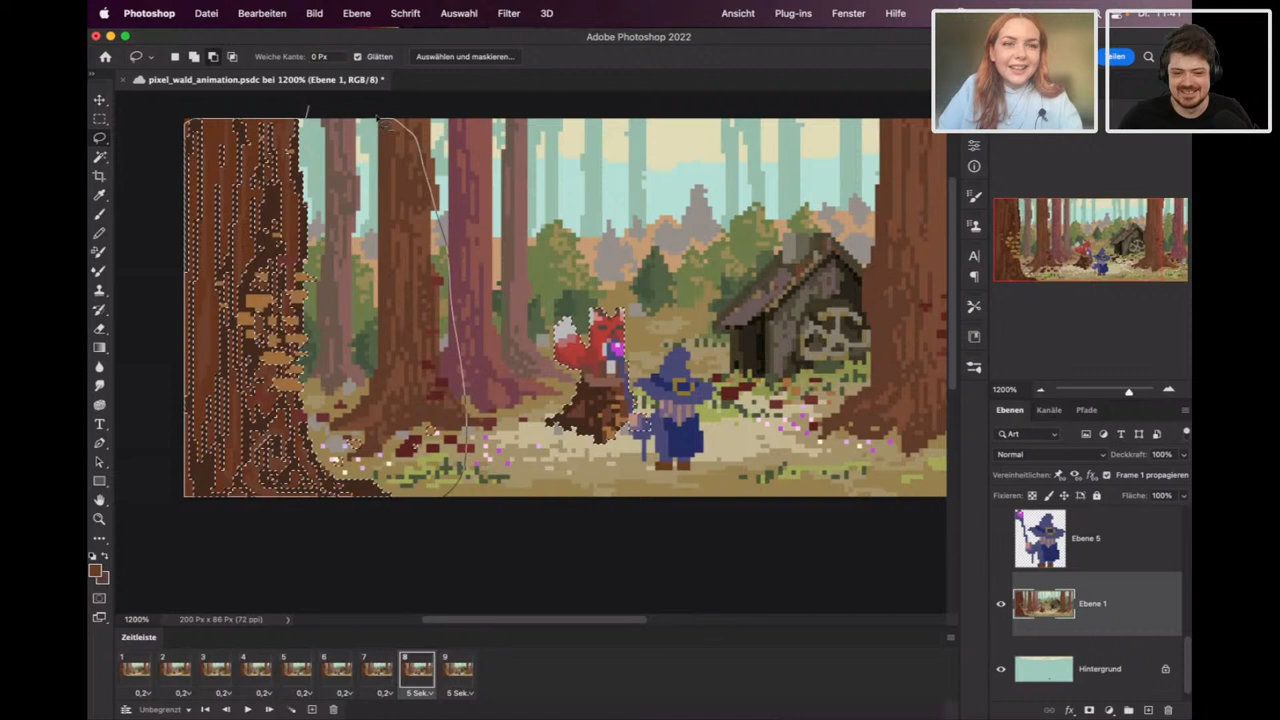 Photoshop Datei Bearbeiten Bild Ebene Schrift Auswahl Filter 3D Ansicht Plug-ins Fenster Hilfe
Adobe Photoshop 2022
Weiche Kante: 0 Px Glätten Auswählen und maskieren...
Teilen
pixel_wald_animation.psdc bei 1200% (Ebene 1, RGB/8) *
1200%
Ebenen Kanäle Pfade
Art
Normal Deckkraft: 100%
Vereinheitlichen: Frame 1 propagieren
Fixieren: Fläche: 100%
Ebene 5
Ebene 1
Hintergrund
1200% 200 Px x 86 Px (72 ppi)
Zeitleiste
1 2 3 4 5 6 7 8 9
0,2 0,2 0,2 0,2 0,2 0,2 0,2 5 Sek. 5 Sek.
Unbegrenzt